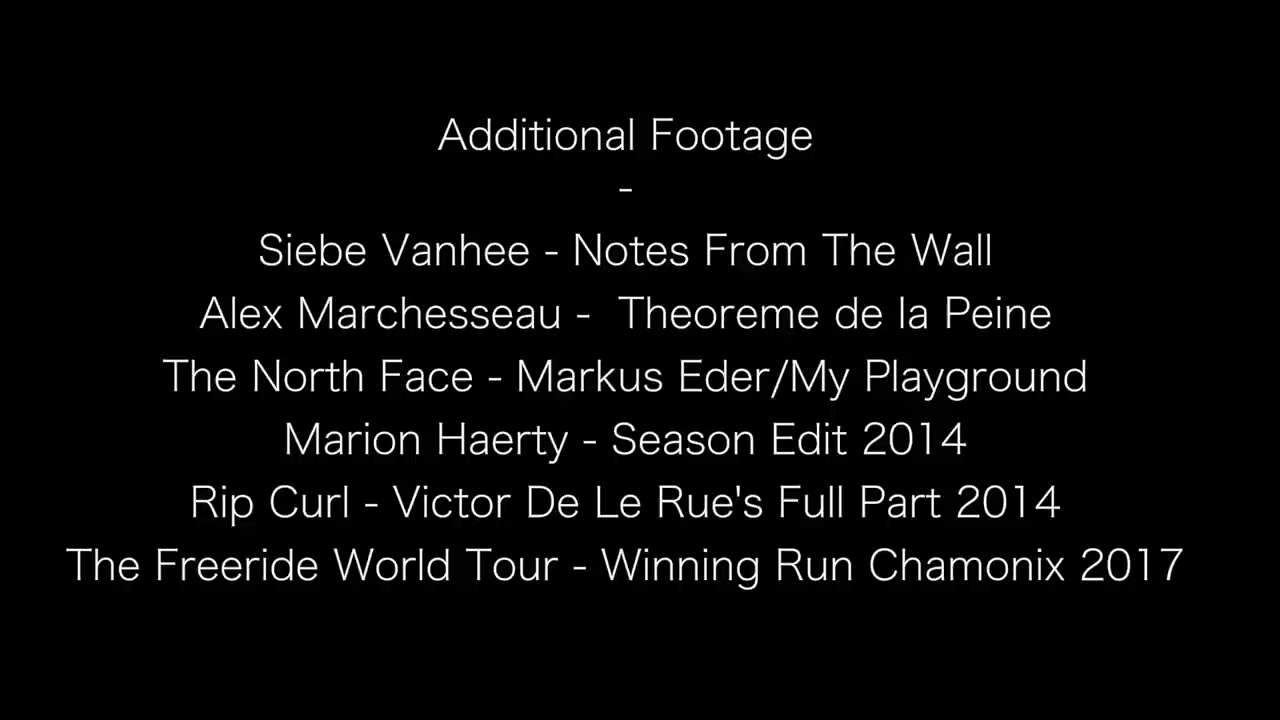 Additional Footage
-
Siebe Vanhee - Notes From The Wall
Alex Marchesseau -  Theoreme de la Peine
The North Face - Markus Eder/My Playground
Marion Haerty - Season Edit 2014
Rip Curl - Victor De Le Rue's Full Part 2014
The Freeride World Tour - Winning Run Chamonix 2017